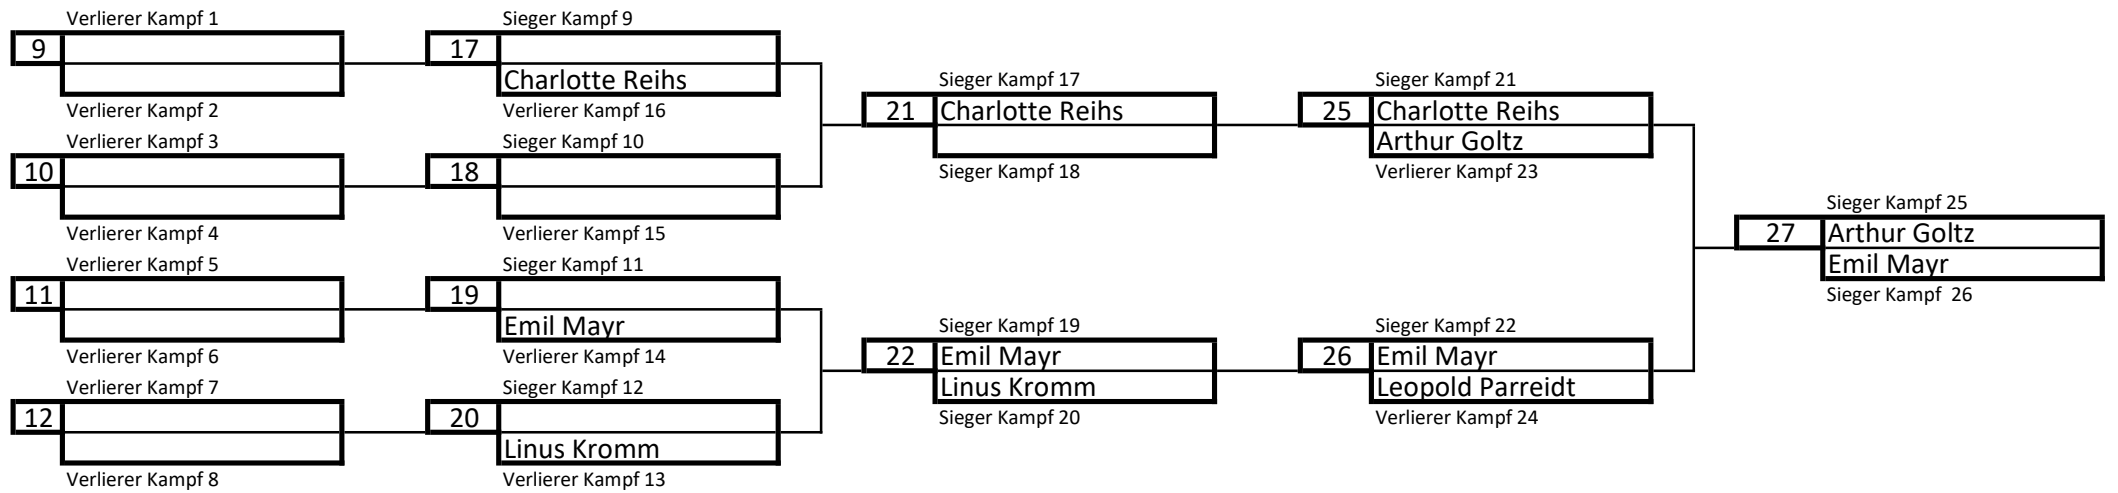 Verlierer Kampf 1
9
Verlierer Kampf 2
Verlierer Kampf 3
10
Verlierer Kampf 4
Verlierer Kampf 5
11
Verlierer Kampf 6
Verlierer Kampf 7
12
Verlierer Kampf 8
Sieger Kampf 9
17
Charlotte Reihs
Verlierer Kampf 16
Sieger Kampf 10
18
Verlierer Kampf 15
Sieger Kampf 11
19
Emil Mayr
Verlierer Kampf 14
Sieger Kampf 12
20
Linus Kromm
Verlierer Kampf 13
Sieger Kampf 17
21 Charlotte Reihs
Sieger Kampf 18
Sieger Kampf 19
22 Emil Mayr
Linus Kromm
Sieger Kampf 20
Sieger Kampf 21
25 Charlotte Reihs
Arthur Goltz
Verlierer Kampf 23
Sieger Kampf 22
26 Emil Mayr
Leopold Parreidt
Verlierer Kampf 24
Sieger Kampf 25
27 Arthur Goltz
Emil Mayr
Sieger Kampf 26